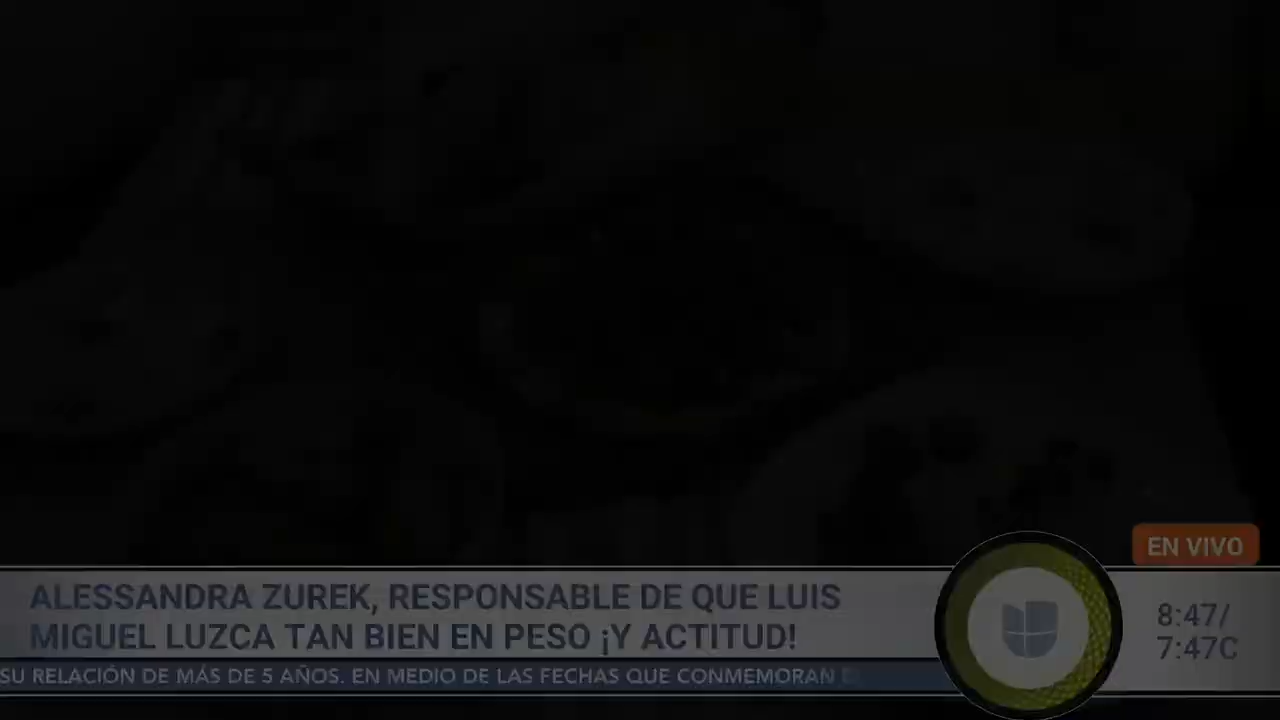 EN VIVO
ALESSANDRA ZUREK, RESPONSABLE DE QUE LUIS
MIGUEL LUZCA TAN BIEN EN PESO ¡Y ACTITUD!
8:47/
7:47C
SU RELACIÓN DE MÁS DE 5 AÑOS. EN MEDIO DE LAS FECHAS QUE CONMEMORAN